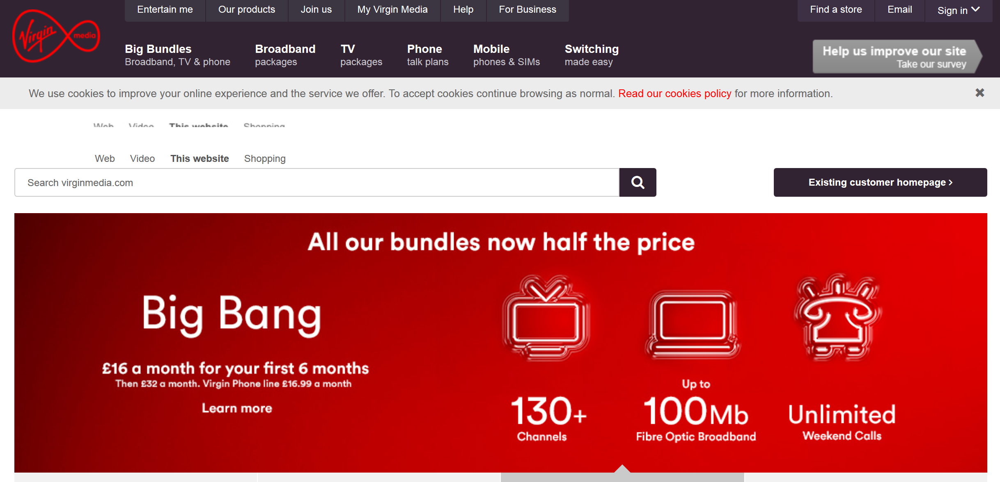 Entertain me
Our products
Join us
My Virgin Media
Help
For Business
Find a store
Email
Sign in
Virgin media
Big Bundles
Broadband, TV & phone
Broadband
packages
TV
packages
Phone
talk plans
Mobile
phones & SIMs
Switching
made easy
Help us improve our site
Take our survey
We use cookies to improve your online experience and the service we offer. To accept cookies continue browsing as normal. Read our cookies policy for more information.
Web Video This website Shopping
Web Video This website Shopping
Search virginmedia.com
Existing customer homepage
All our bundles now half the price
Big Bang
£16 a month for your first 6 months
Then £32 a month. Virgin Phone line £16.99 a month
Learn more
130+
Channels
Up to
100Mb
Fibre Optic Broadband
Unlimited
Weekend Calls